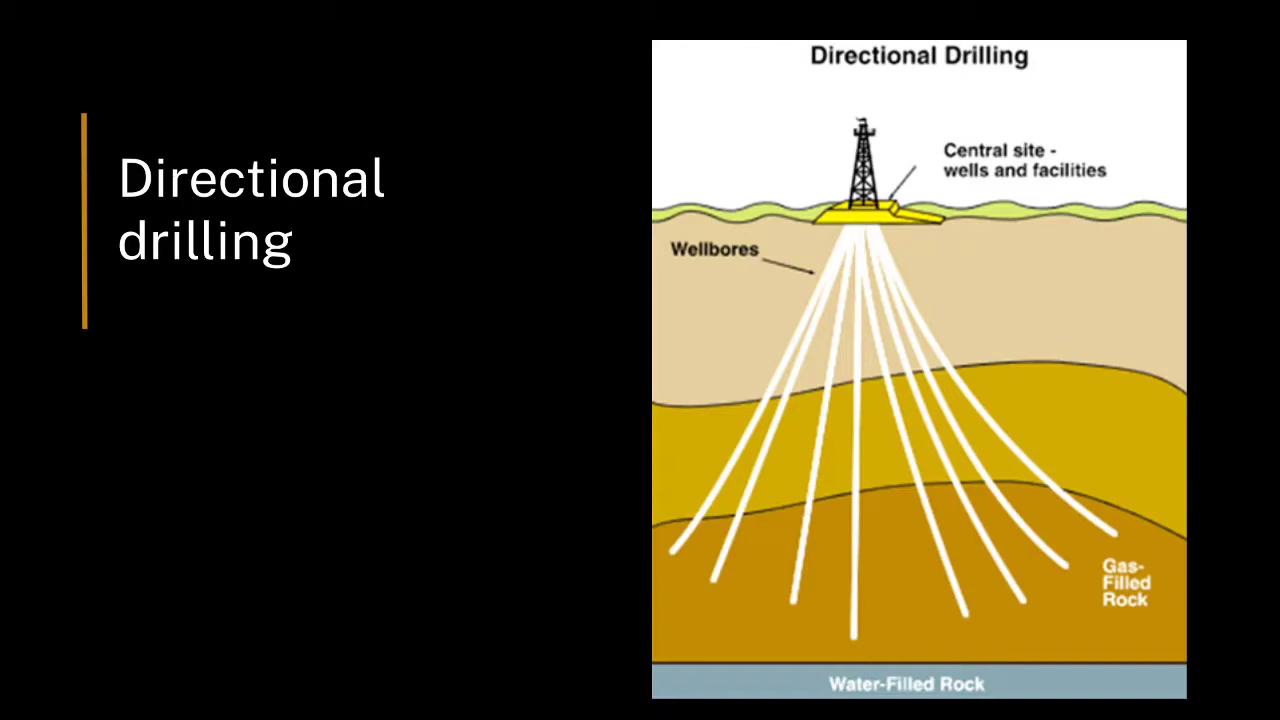 Directional
drilling
Directional Drilling
Central site -
wells and facilities
Wellbores
Gas-
Filled
Rock
Water-Filled Rock